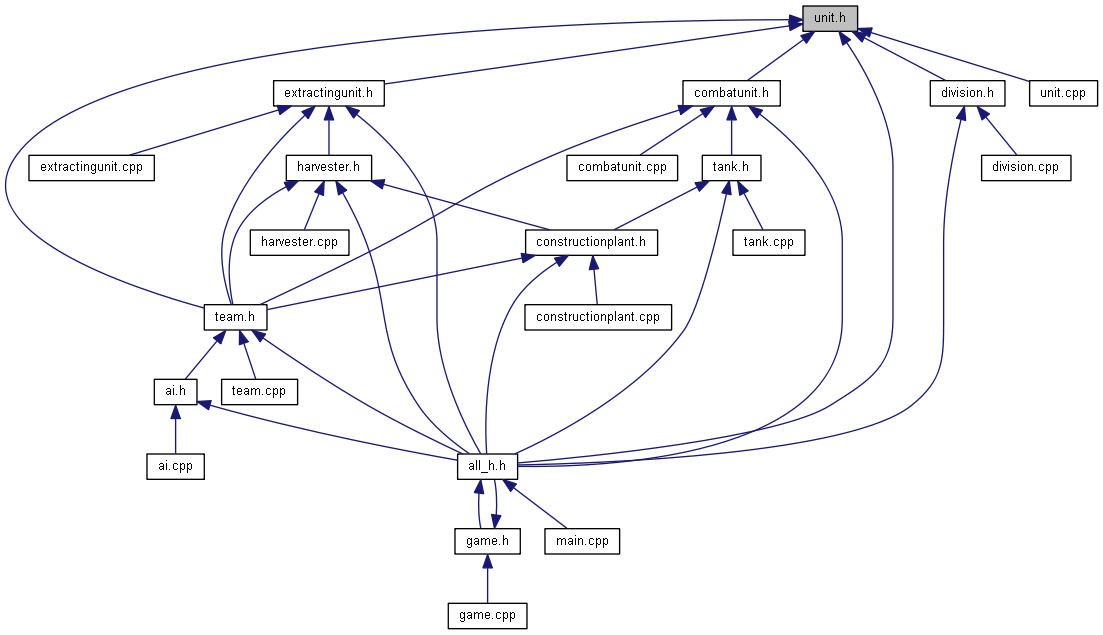 unit.h
extractingunit.h
combatunit.h
division.h
unit.cpp
extractingunit.cpp
harvester.h
combatunit.cpp
tank.h
division.cpp
harvester.cpp
constructionplant.h
tank.cpp
team.h
constructionplant.cpp
ai.h
team.cpp
ai.cpp
all_h.h
game.h
main.cpp
game.cpp